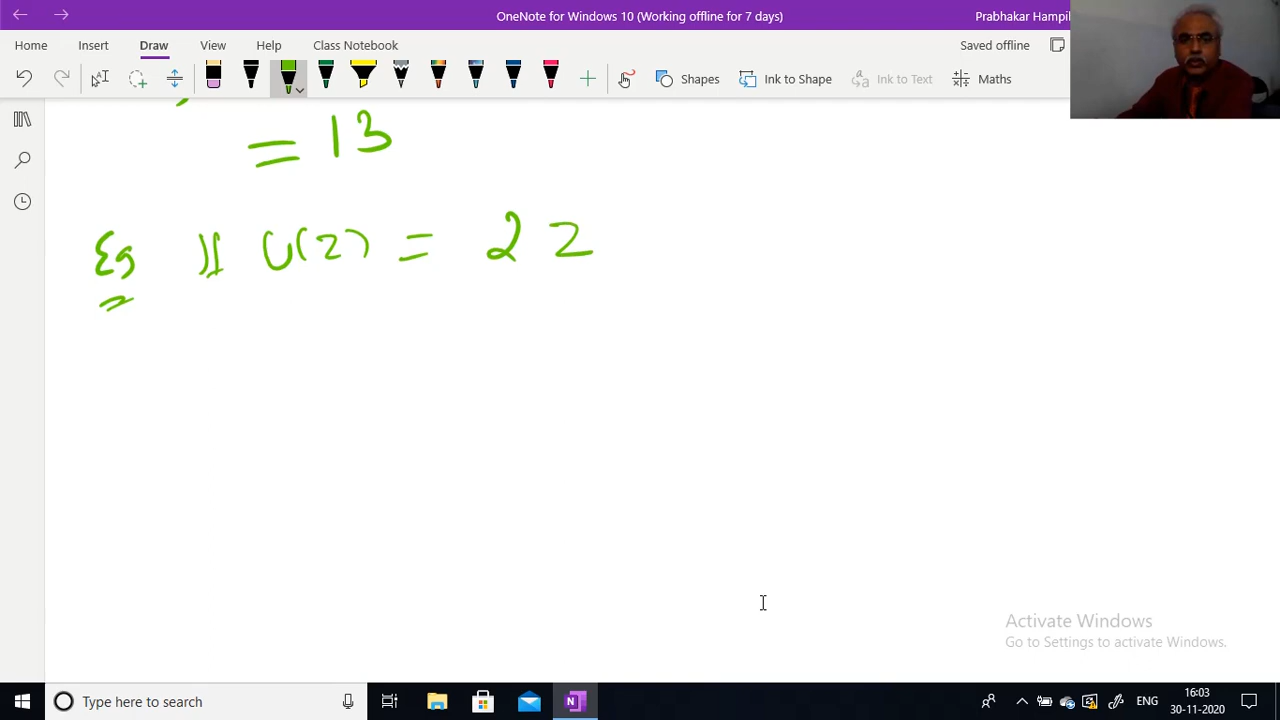 OneNote for Windows 10 (Working offline for 7 days)
Prabhakar Hampil
Home Insert Draw View Help Class Notebook
Saved offline
Shapes Ink to Shape Ink to Text Maths
= 13
Eg If U(z) = 2z
Activate Windows
Go to Settings to activate Windows.
Type here to search
ENG
16:03
30-11-2020